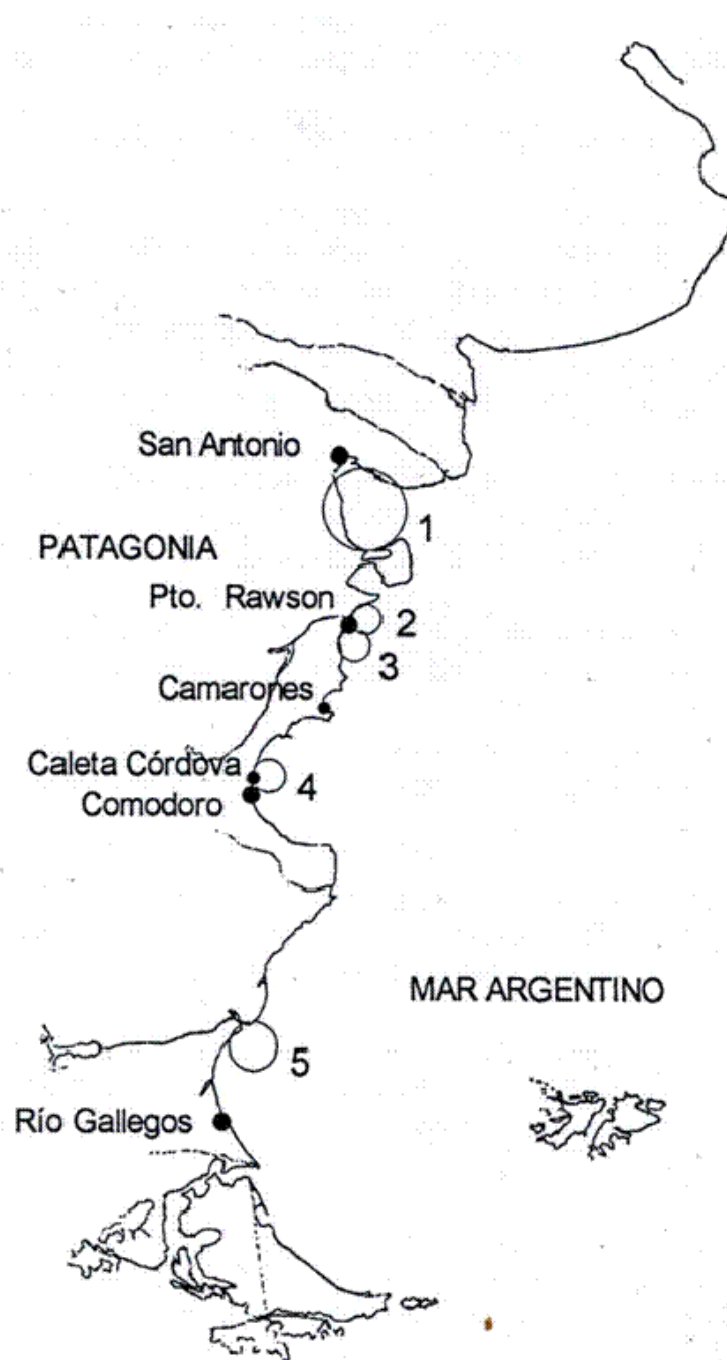 San Antonio
1
PATAGONIA
Pto. Rawson
2
3
Camarones
Caleta Córdova
4
Comodoro
MAR ARGENTINO
5
Río Gallegos